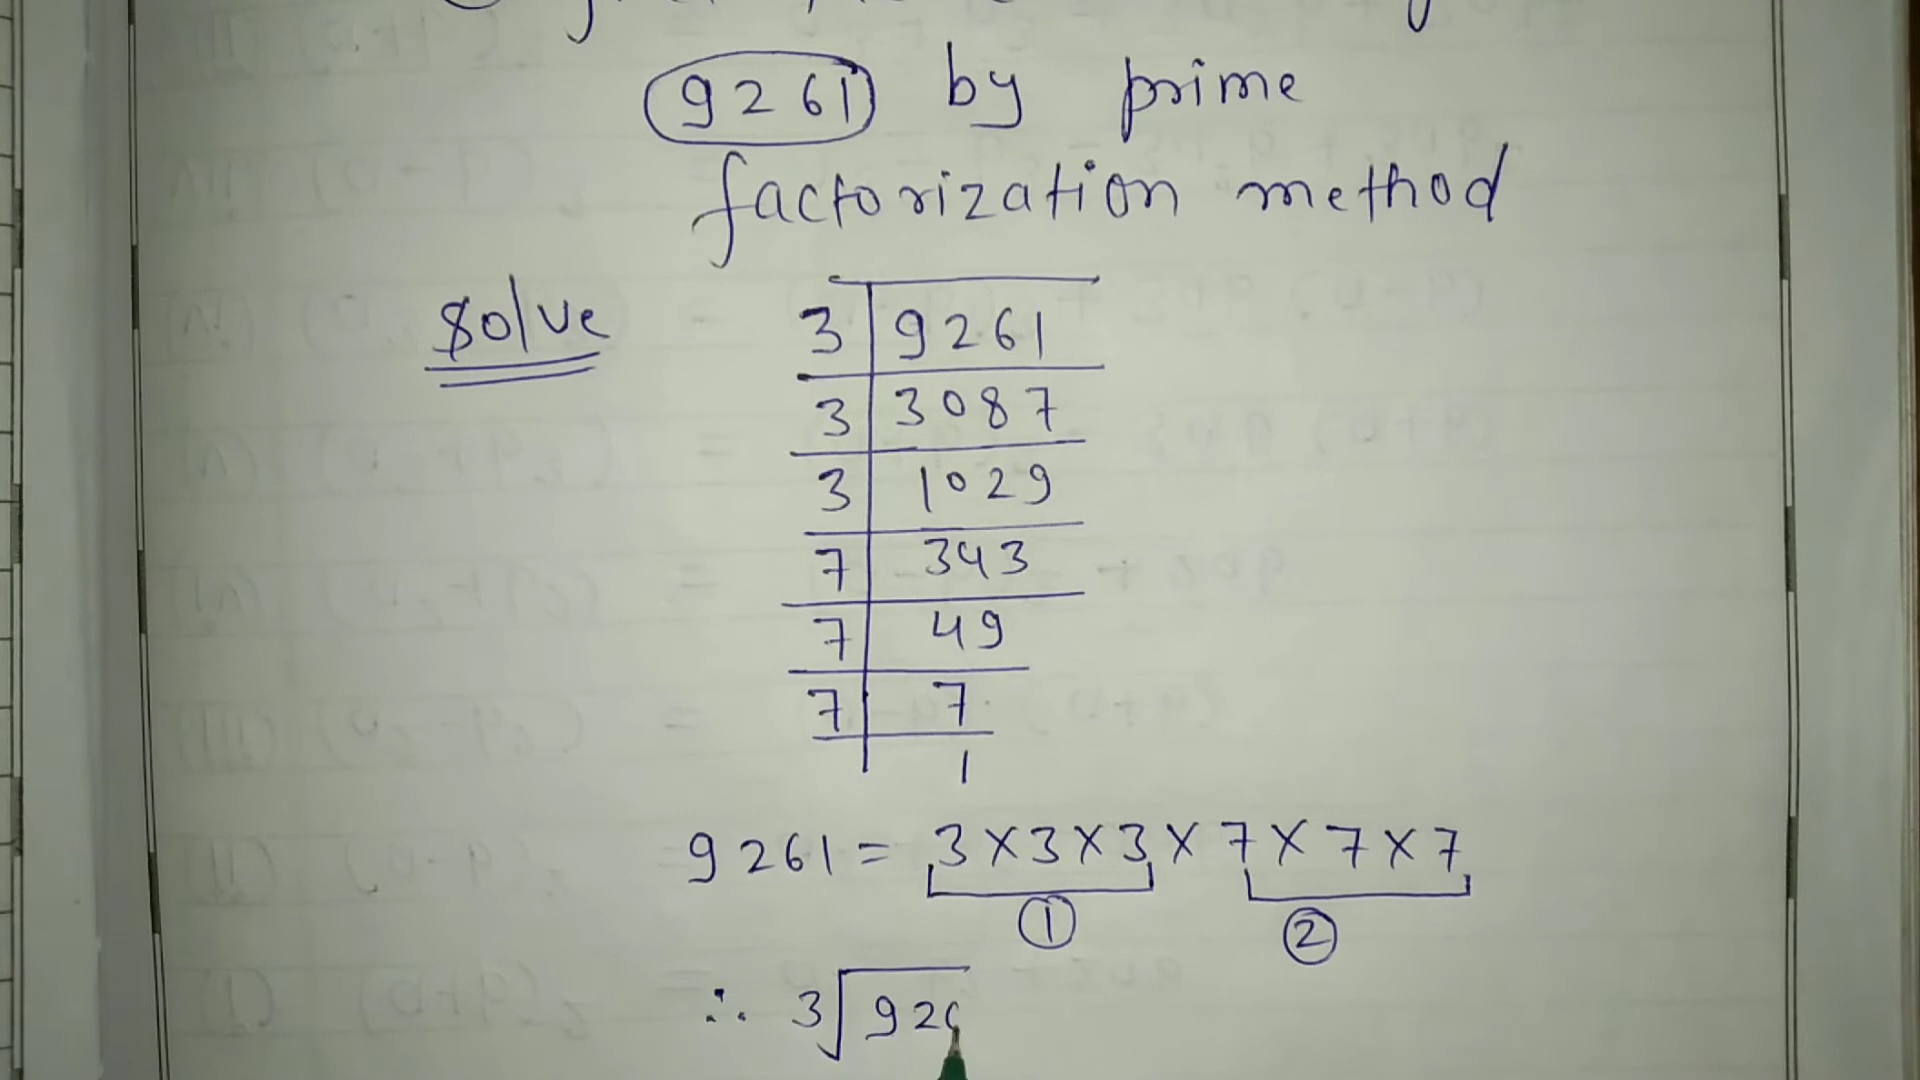 9261 by prime
factorization method
Solve
3 9261
3 3087
3 1029
7 343
7 49
7 7
1
9261 = 3×3×3×7×7×7
① ②
∴ 3√92